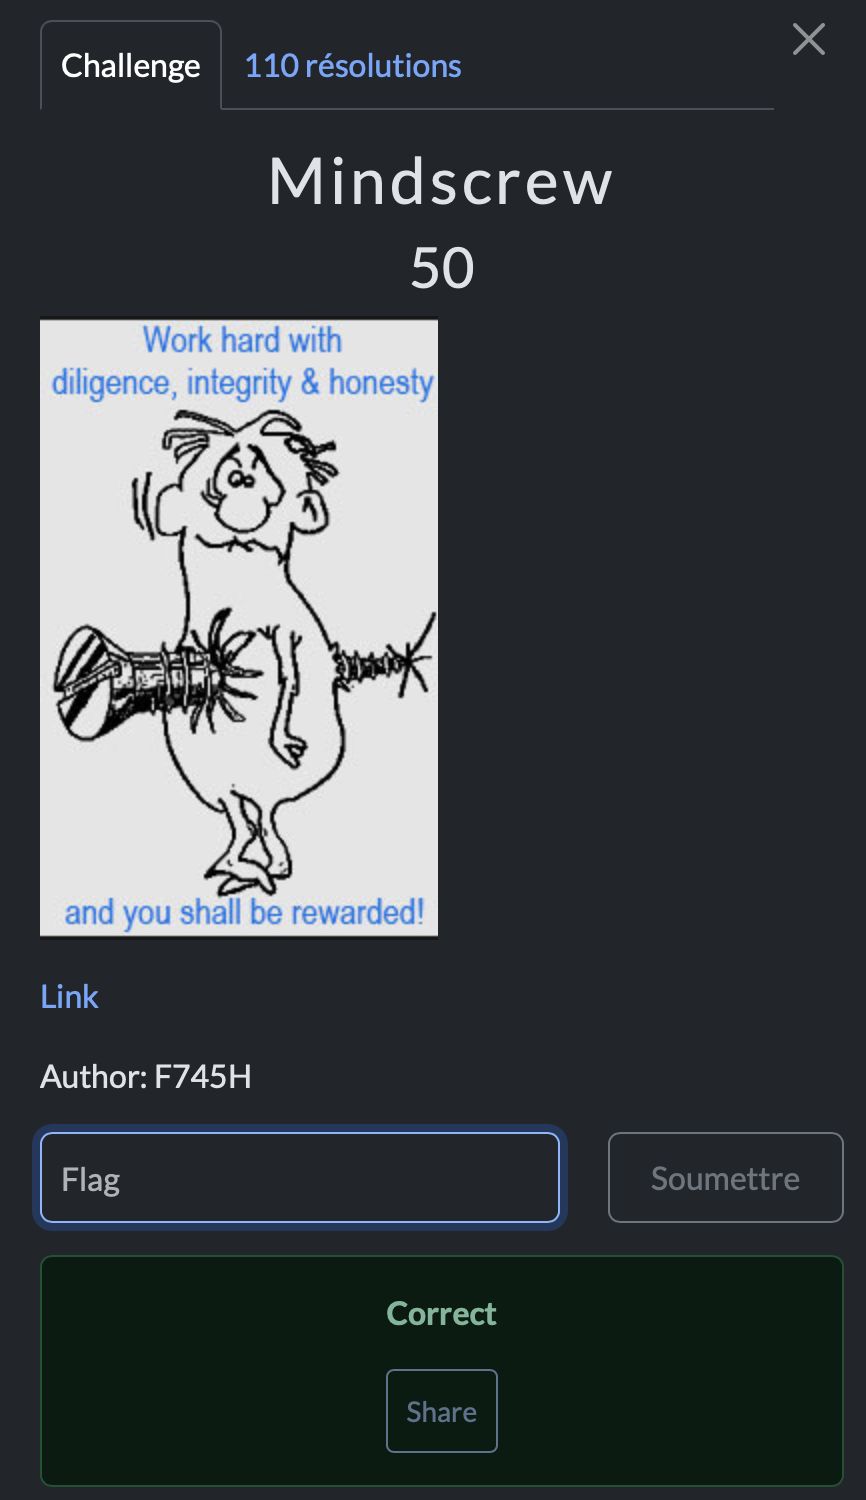 Challenge
110 résolutions
Mindscrew
50
Work hard with
diligence, integrity & honesty
and you shall be rewarded!
Link
Author: F745H
Flag
Soumettre
Correct
Share